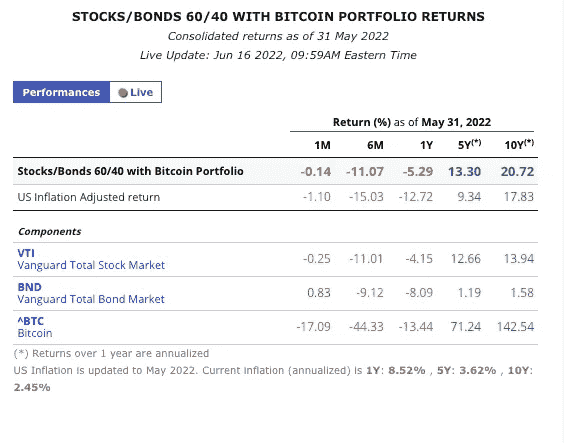 STOCKS/BONDS 60/40 WITH BITCOIN PORTFOLIO RETURNS
Consolidated returns as of 31 May 2022
Live Update: Jun 16 2022, 09:59AM Eastern Time
Performances Live
Return (%) as of May 31, 2022
1M 6M 1Y 5Y(*) 10Y(*)
Stocks/Bonds 60/40 with Bitcoin Portfolio -0.14 -11.07 -5.29 13.30 20.72
US Inflation Adjusted return -1.10 -15.03 -12.72 9.34 17.83
Components
VTI
Vanguard Total Stock Market -0.25 -11.01 -4.15 12.66 13.94
BND
Vanguard Total Bond Market 0.83 -9.12 -8.09 1.19 1.58
^BTC
Bitcoin -17.09 -44.33 -13.44 71.24 142.54
(*) Returns over 1 year are annualized
US Inflation is updated to May 2022. Current inflation (annualized) is 1Y: 8.52% , 5Y: 3.62% , 10Y:
2.45%